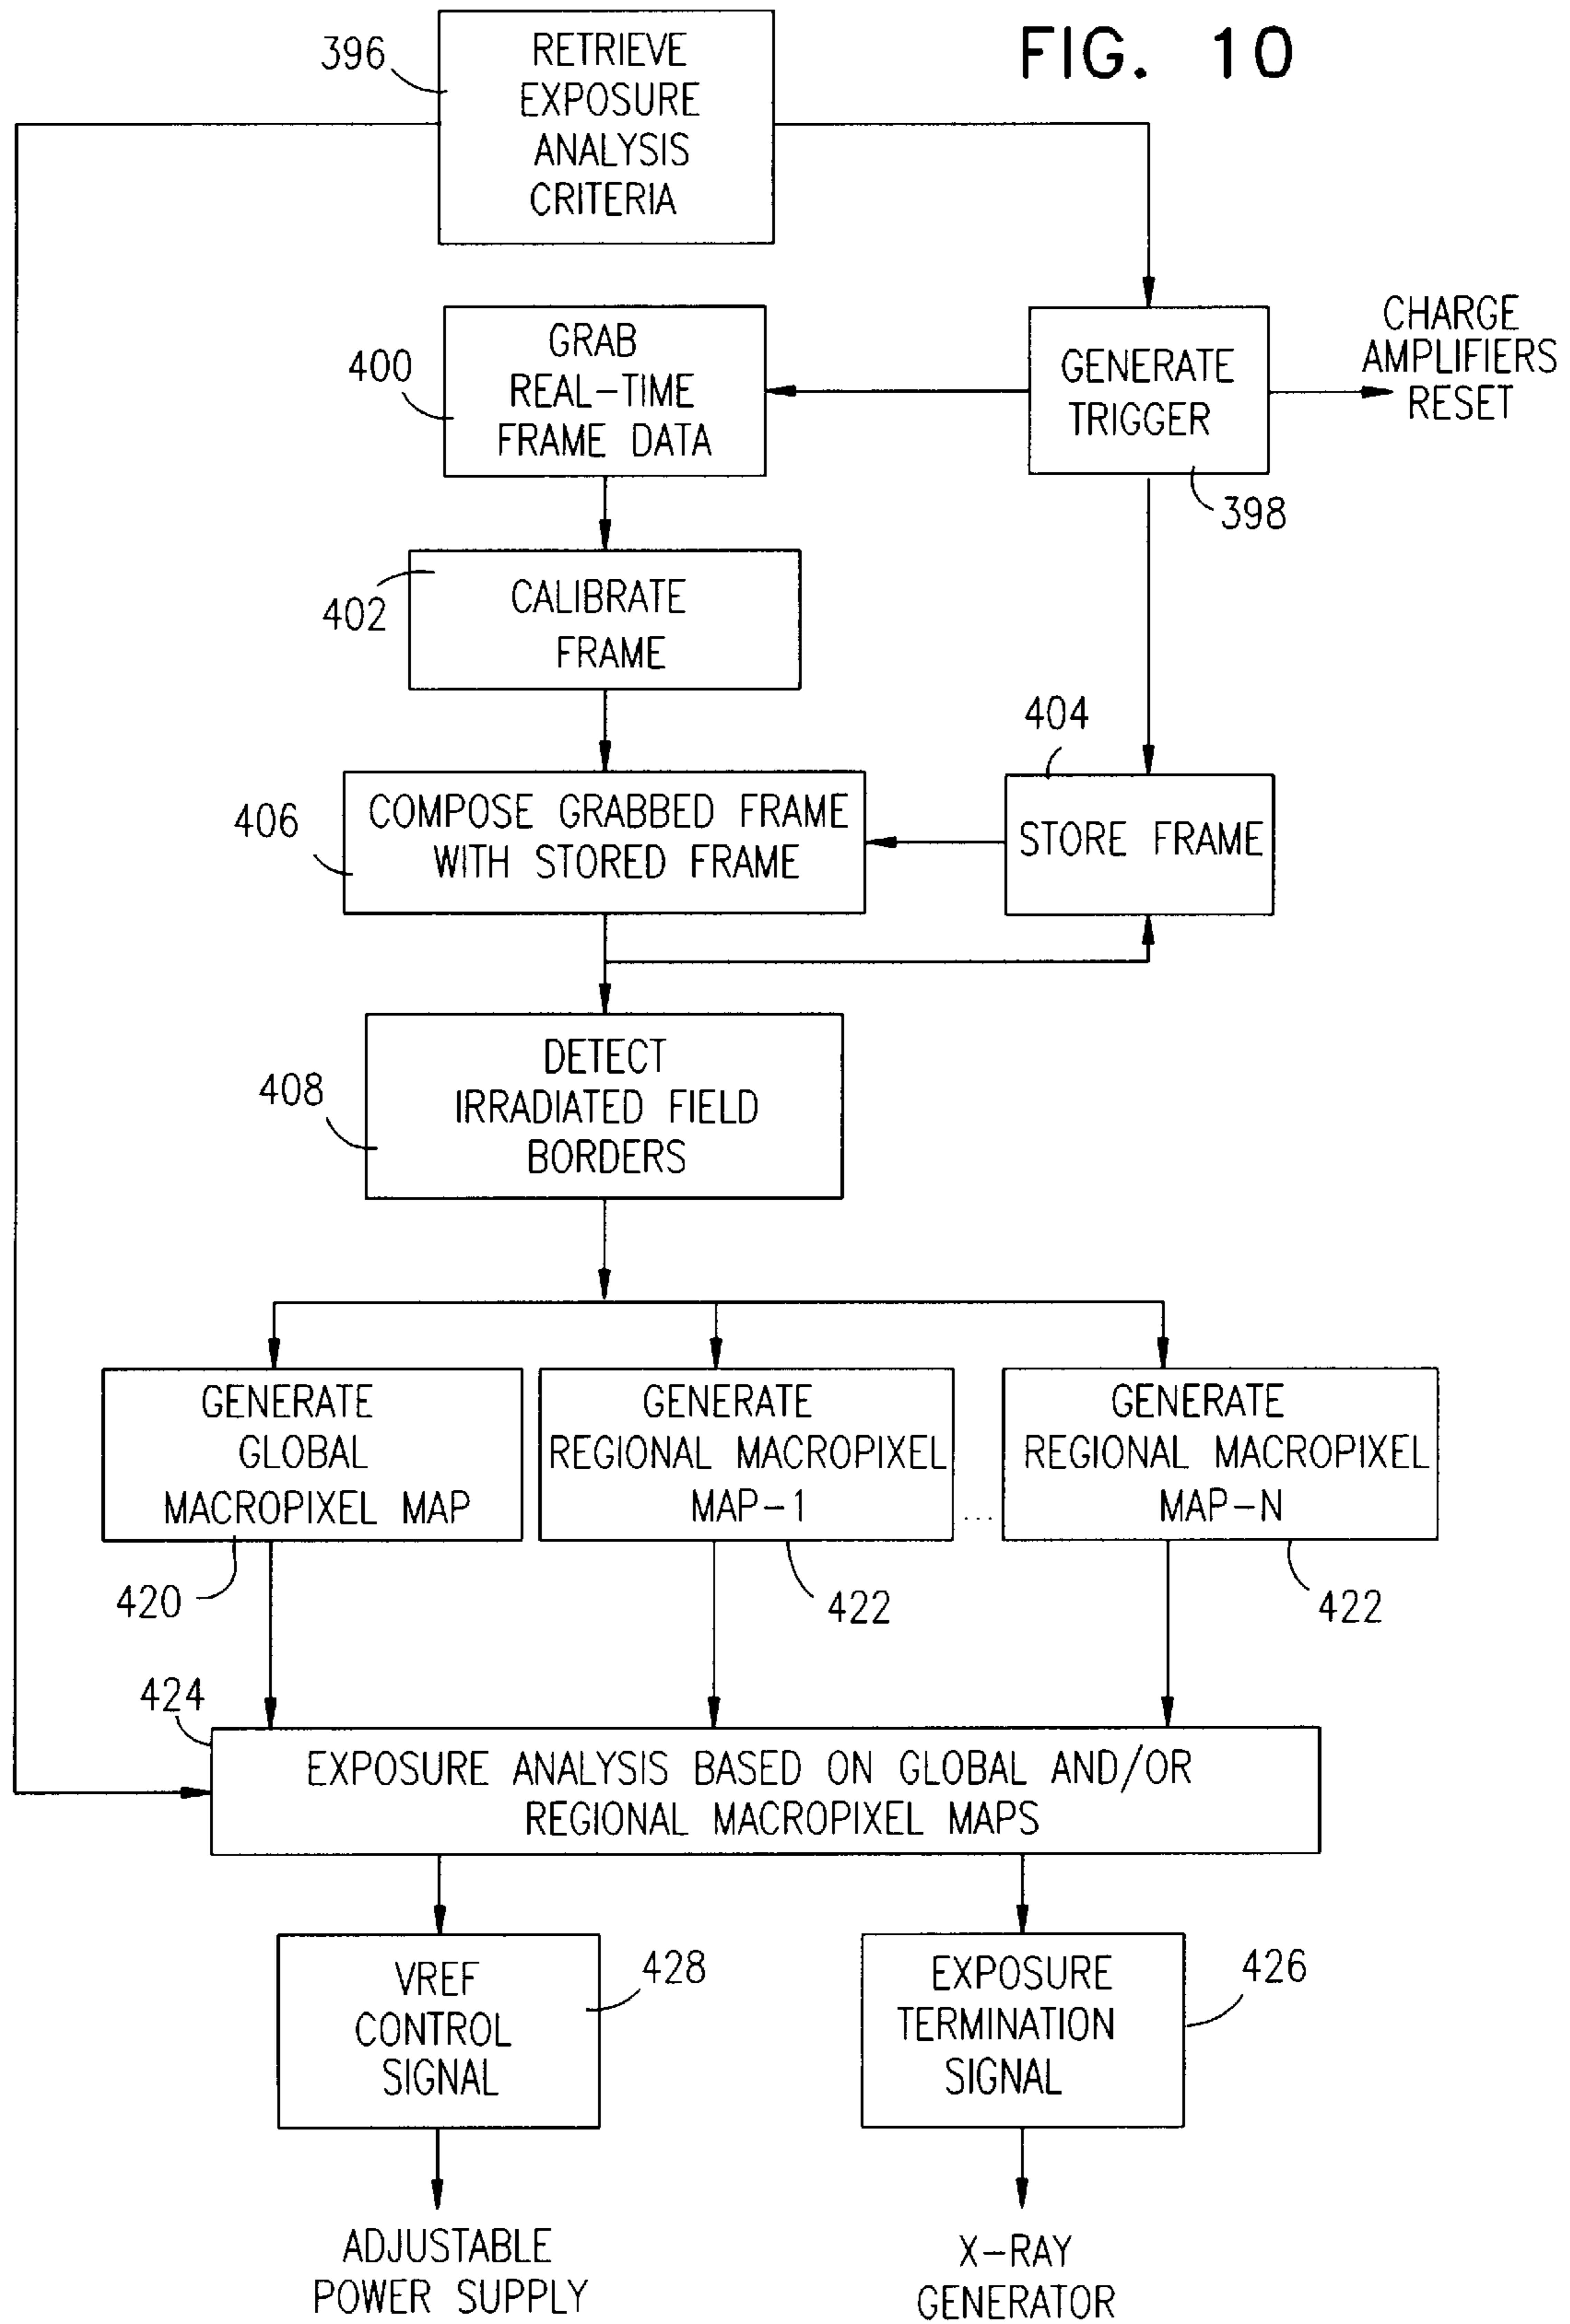 FIG. 10
396
RETRIEVE
EXPOSURE
ANALYSIS
CRITERIA
400
GRAB
REAL-TIME
FRAME DATA
GENERATE
TRIGGER
398
CHARGE
AMPLIFIERS
RESET
402
CALIBRATE
FRAME
404
406
COMPOSE GRABBED FRAME
WITH STORED FRAME
STORE FRAME
408
DETECT
IRRADIATED FIELD
BORDERS
GENERATE
GLOBAL
MACROPIXEL MAP
GENERATE
REGIONAL MACROPIXEL
MAP-1
...
GENERATE
REGIONAL MACROPIXEL
MAP-N
420
422
422
424
EXPOSURE ANALYSIS BASED ON GLOBAL AND/OR
REGIONAL MACROPIXEL MAPS
VREF
CONTROL
SIGNAL
428
EXPOSURE
TERMINATION
SIGNAL
426
ADJUSTABLE
POWER SUPPLY
X-RAY
GENERATOR